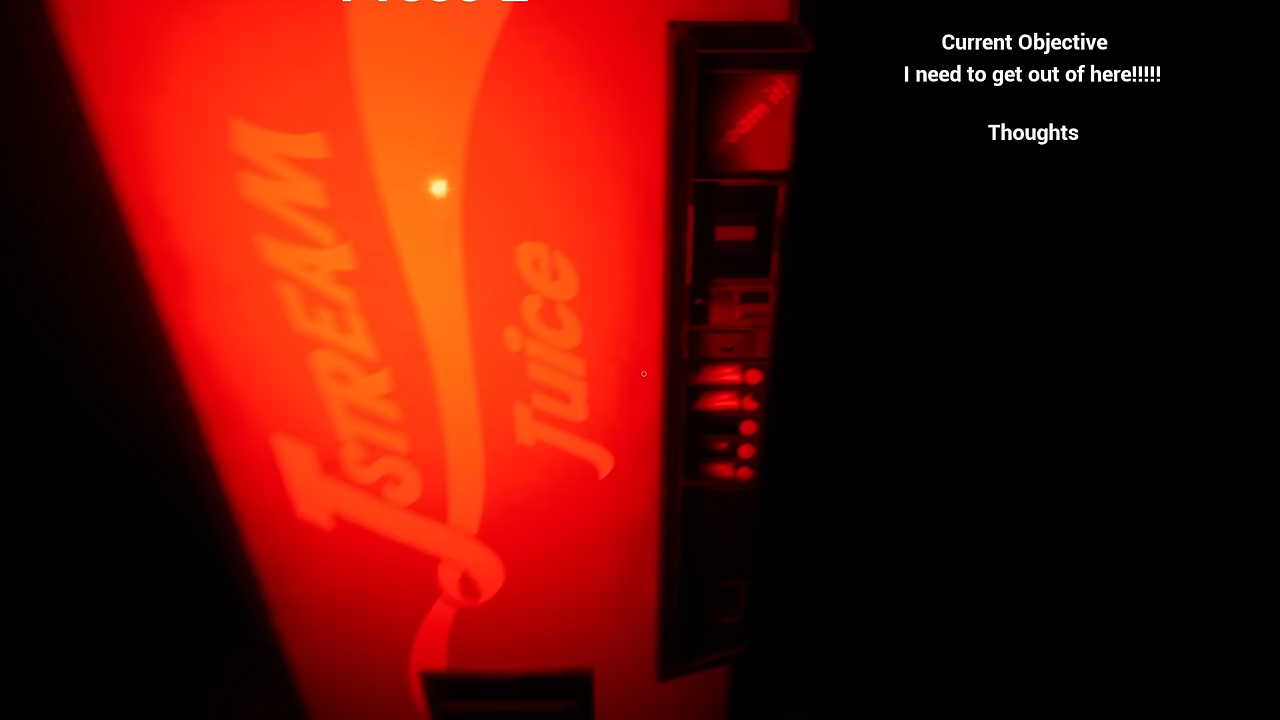 Current Objective
I need to get out of here!!!!!
Thoughts
JSTREAM
Juice